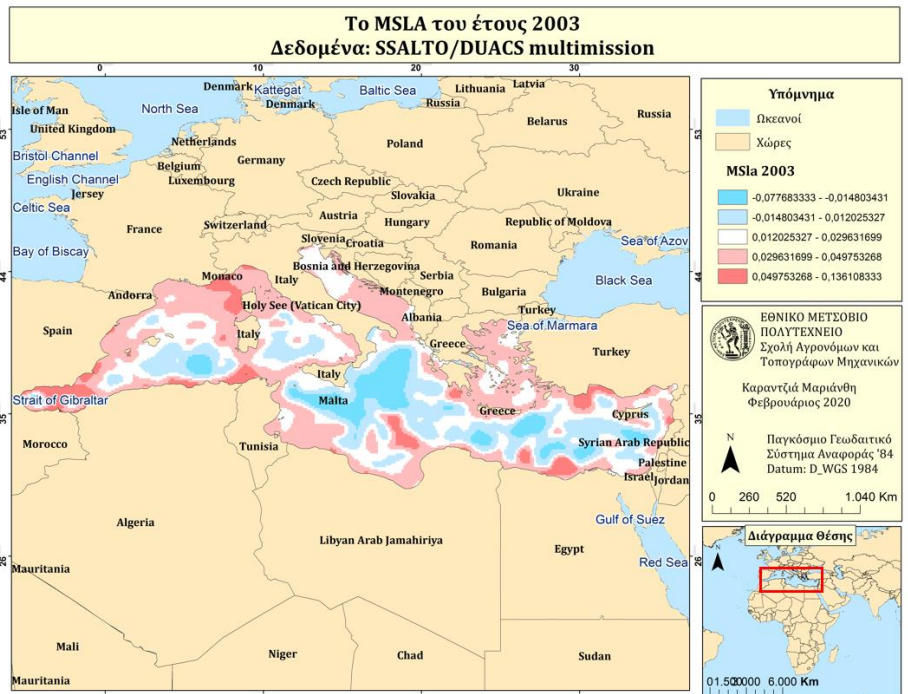 Το MSLA του έτους 2003
Δεδομένα: SSALTO/DUACS multimission
0 10 20 30
53
44
35
26
53
44
35
26
Isle of Man
United Kingdom
Bristol Channel
English Channel
Jersey
Celtic Sea
Bay of Biscay
North Sea
Denmark
Kattegat
Denmark
Baltic Sea
Lithuania
Latvia
Russia
Belarus
Russia
Netherlands
Belgium
Luxembourg
Germany
Poland
Czech Republic
Slovakia
Ukraine
France
Switzerland
Austria
Hungary
Republic of Moldova
Slovenia
Croatia
Romania
Sea of Azov
Bosnia and Herzegovina
Serbia
Montenegro
Bulgaria
Black Sea
Monaco
Italy
Andorra
Holy See (Vatican City)
Albania
Turkey
Sea of Marmara
Spain
Italy
Greece
Turkey
Italy
Malta
Greece
Cyprus
Strait of Gibraltar
Syrian Arab Republic
Morocco
Tunisia
Palestine
Israel
Jordan
Algeria
Libyan Arab Jamahiriya
Egypt
Gulf of Suez
Red Sea
Mauritania
Mali
Niger
Chad
Sudan
Mauritania
Υπόμνημα
Ωκεανοί
Χώρες
MSla 2003
-0,077683333 - -0,014803431
-0,014803431 - 0,012025327
0,012025327 - 0,029631699
0,029631699 - 0,049753268
0,049753268 - 0,136108333
ΕΘΝΙΚΟ ΜΕΤΣΟΒΙΟ
ΠΟΛΥΤΕΧΝΕΙΟ
Σχολή Αγρονόμων και
Τοπογράφων Μηχανικών
Καραντζιά Μαριάνθη
Φεβρουάριος 2020
N
Παγκόσμιο Γεωδαιτικό
Σύστημα Αναφοράς '84
Datum: D_WGS 1984
0 260 520 1.040 Km
Διάγραμμα Θέσης
N
6.000 Km